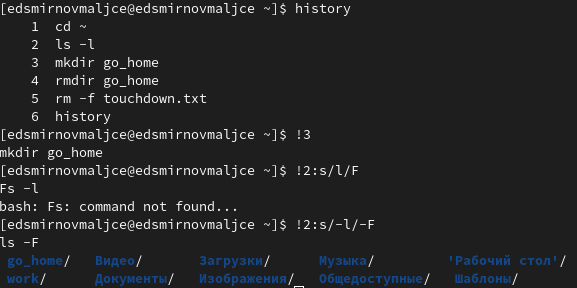 [edsmirnovmaljce@edsmirnovmaljce ~]$ history
    1  cd ~
    2  ls -l
    3  mkdir go_home
    4  rmdir go_home
    5  rm -f touchdown.txt
    6  history
[edsmirnovmaljce@edsmirnovmaljce ~]$ !3
mkdir go_home
[edsmirnovmaljce@edsmirnovmaljce ~]$ !2:s/l/F
Fs -l
bash: Fs: command not found...
[edsmirnovmaljce@edsmirnovmaljce ~]$ !2:s/-l/-F
ls -F
go_home/ Видео/ Загрузки/ Музыка/ 'Рабочий стол'/
work/ Документы/ Изображения/ Общедоступные/ Шаблоны/